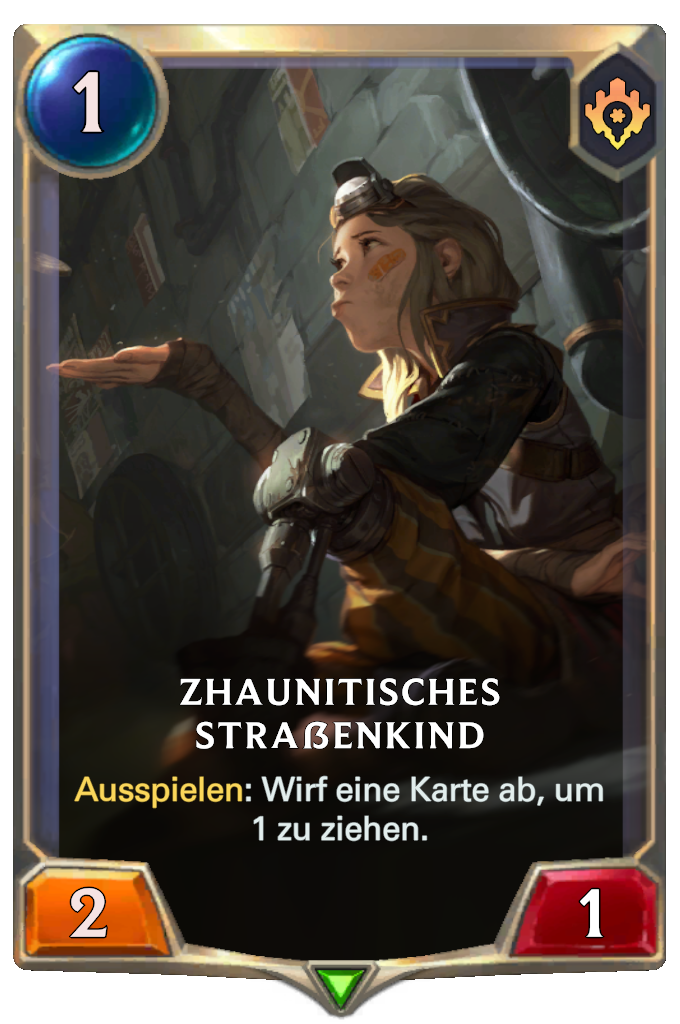 1
ZHAUNITISCHES
STRAẞENKIND
Ausspielen: Wirf eine Karte ab, um
1 zu ziehen.
2
1